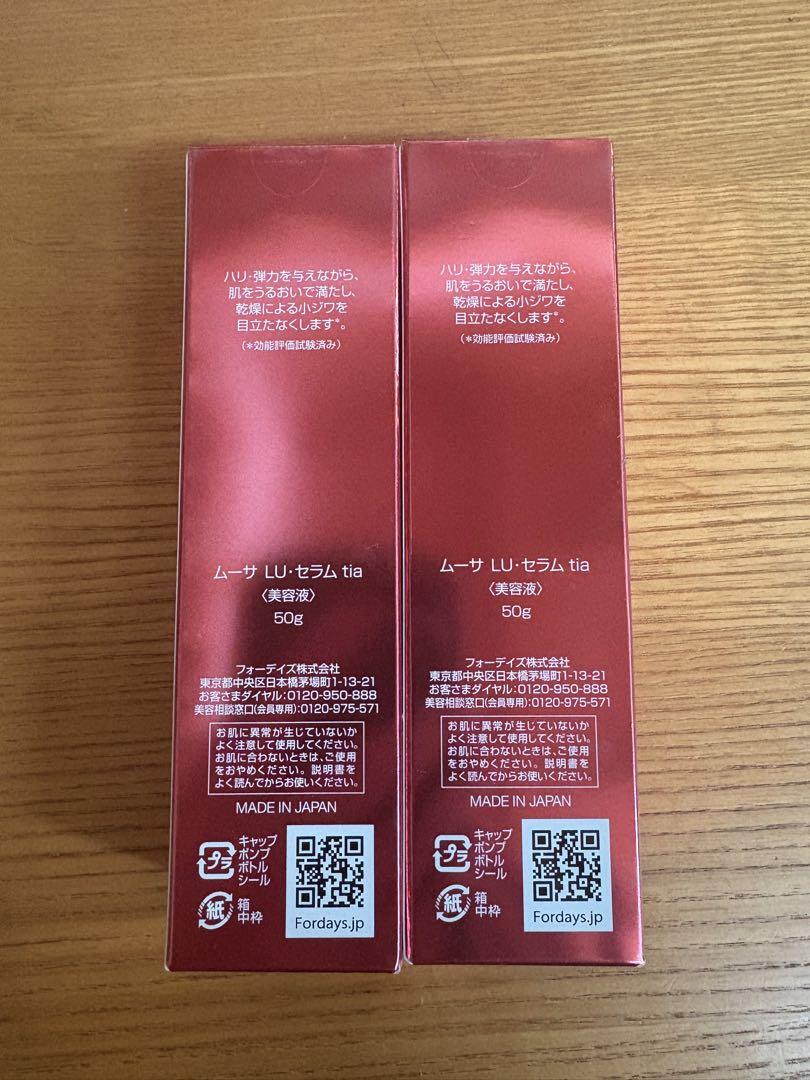 ハリ・弾力を与えながら、
肌をうるおいで満たし、
乾燥による小ジワを
目立たなくします*。
(*効能評価試験済み)
ムーサ LU・セラム tia
〈美容液〉
50g
フォーデイズ株式会社
東京都中央区日本橋茅場町1-13-21
お客さまダイヤル:0120-950-888
美容相談窓口(会員専用):0120-975-571
お肌に異常が生じていないか
よく注意して使用してください。
お肌に合わないときは、ご使用
をおやめください。説明書を
よく読んでからお使いください。
MADE IN JAPAN
プラ
キャップ
ポンプ
ボトル
シール
紙
箱
中枠
Fordays.jp
ハリ・弾力を与えながら、
肌をうるおいで満たし、
乾燥による小ジワを
目立たなくします*。
(*効能評価試験済み)
ムーサ LU・セラム tia
〈美容液〉
50g
フォーデイズ株式会社
東京都中央区日本橋茅場町1-13-21
お客さまダイヤル:0120-950-888
美容相談窓口(会員専用):0120-975-571
お肌に異常が生じていないか
よく注意して使用してください。
お肌に合わないときは、ご使用
をおやめください。説明書を
よく読んでからお使いください。
MADE IN JAPAN
プラ
キャップ
ポンプ
ボトル
シール
紙
箱
中枠
Fordays.jp